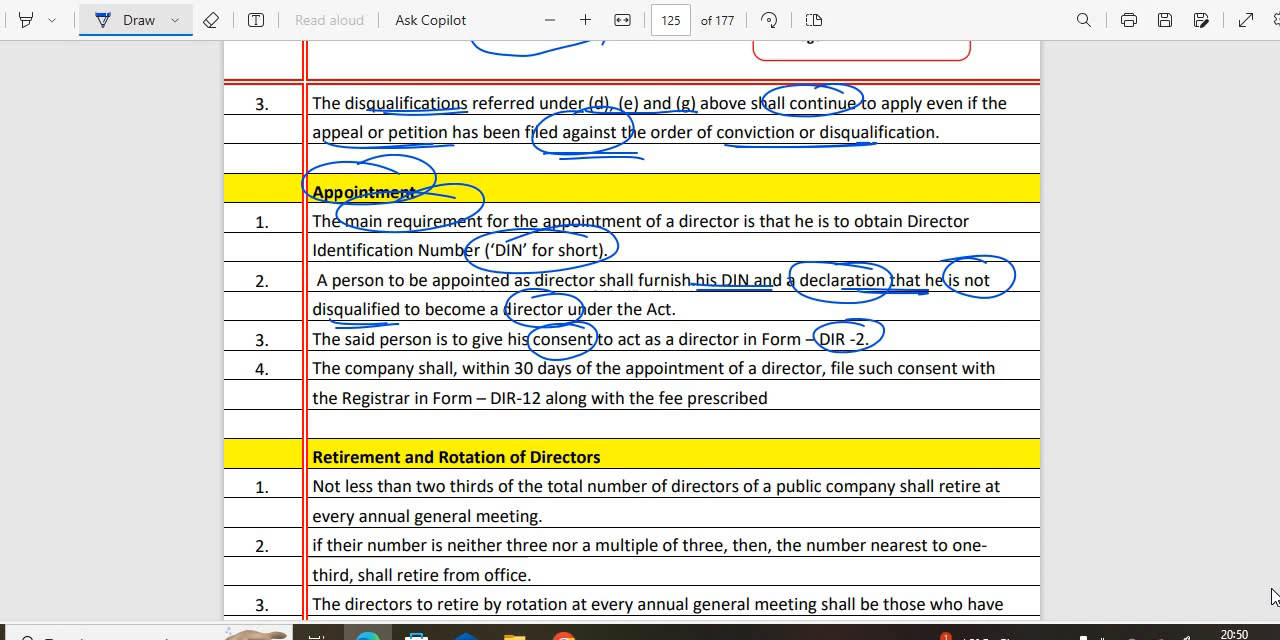 Draw
Read aloud
Ask Copilot
125 of 177
3. The disqualifications referred under (d), (e) and (g) above shall continue to apply even if the
appeal or petition has been filed against the order of conviction or disqualification.
Appointment
1. The main requirement for the appointment of a director is that he is to obtain Director
Identification Number (‘DIN’ for short).
2. A person to be appointed as director shall furnish his DIN and a declaration that he is not
disqualified to become a director under the Act.
3. The said person is to give his consent to act as a director in Form – DIR -2.
4. The company shall, within 30 days of the appointment of a director, file such consent with
the Registrar in Form – DIR-12 along with the fee prescribed
Retirement and Rotation of Directors
1. Not less than two thirds of the total number of directors of a public company shall retire at
every annual general meeting.
2. if their number is neither three nor a multiple of three, then, the number nearest to one-
third, shall retire from office.
3. The directors to retire by rotation at every annual general meeting shall be those who have
20:50